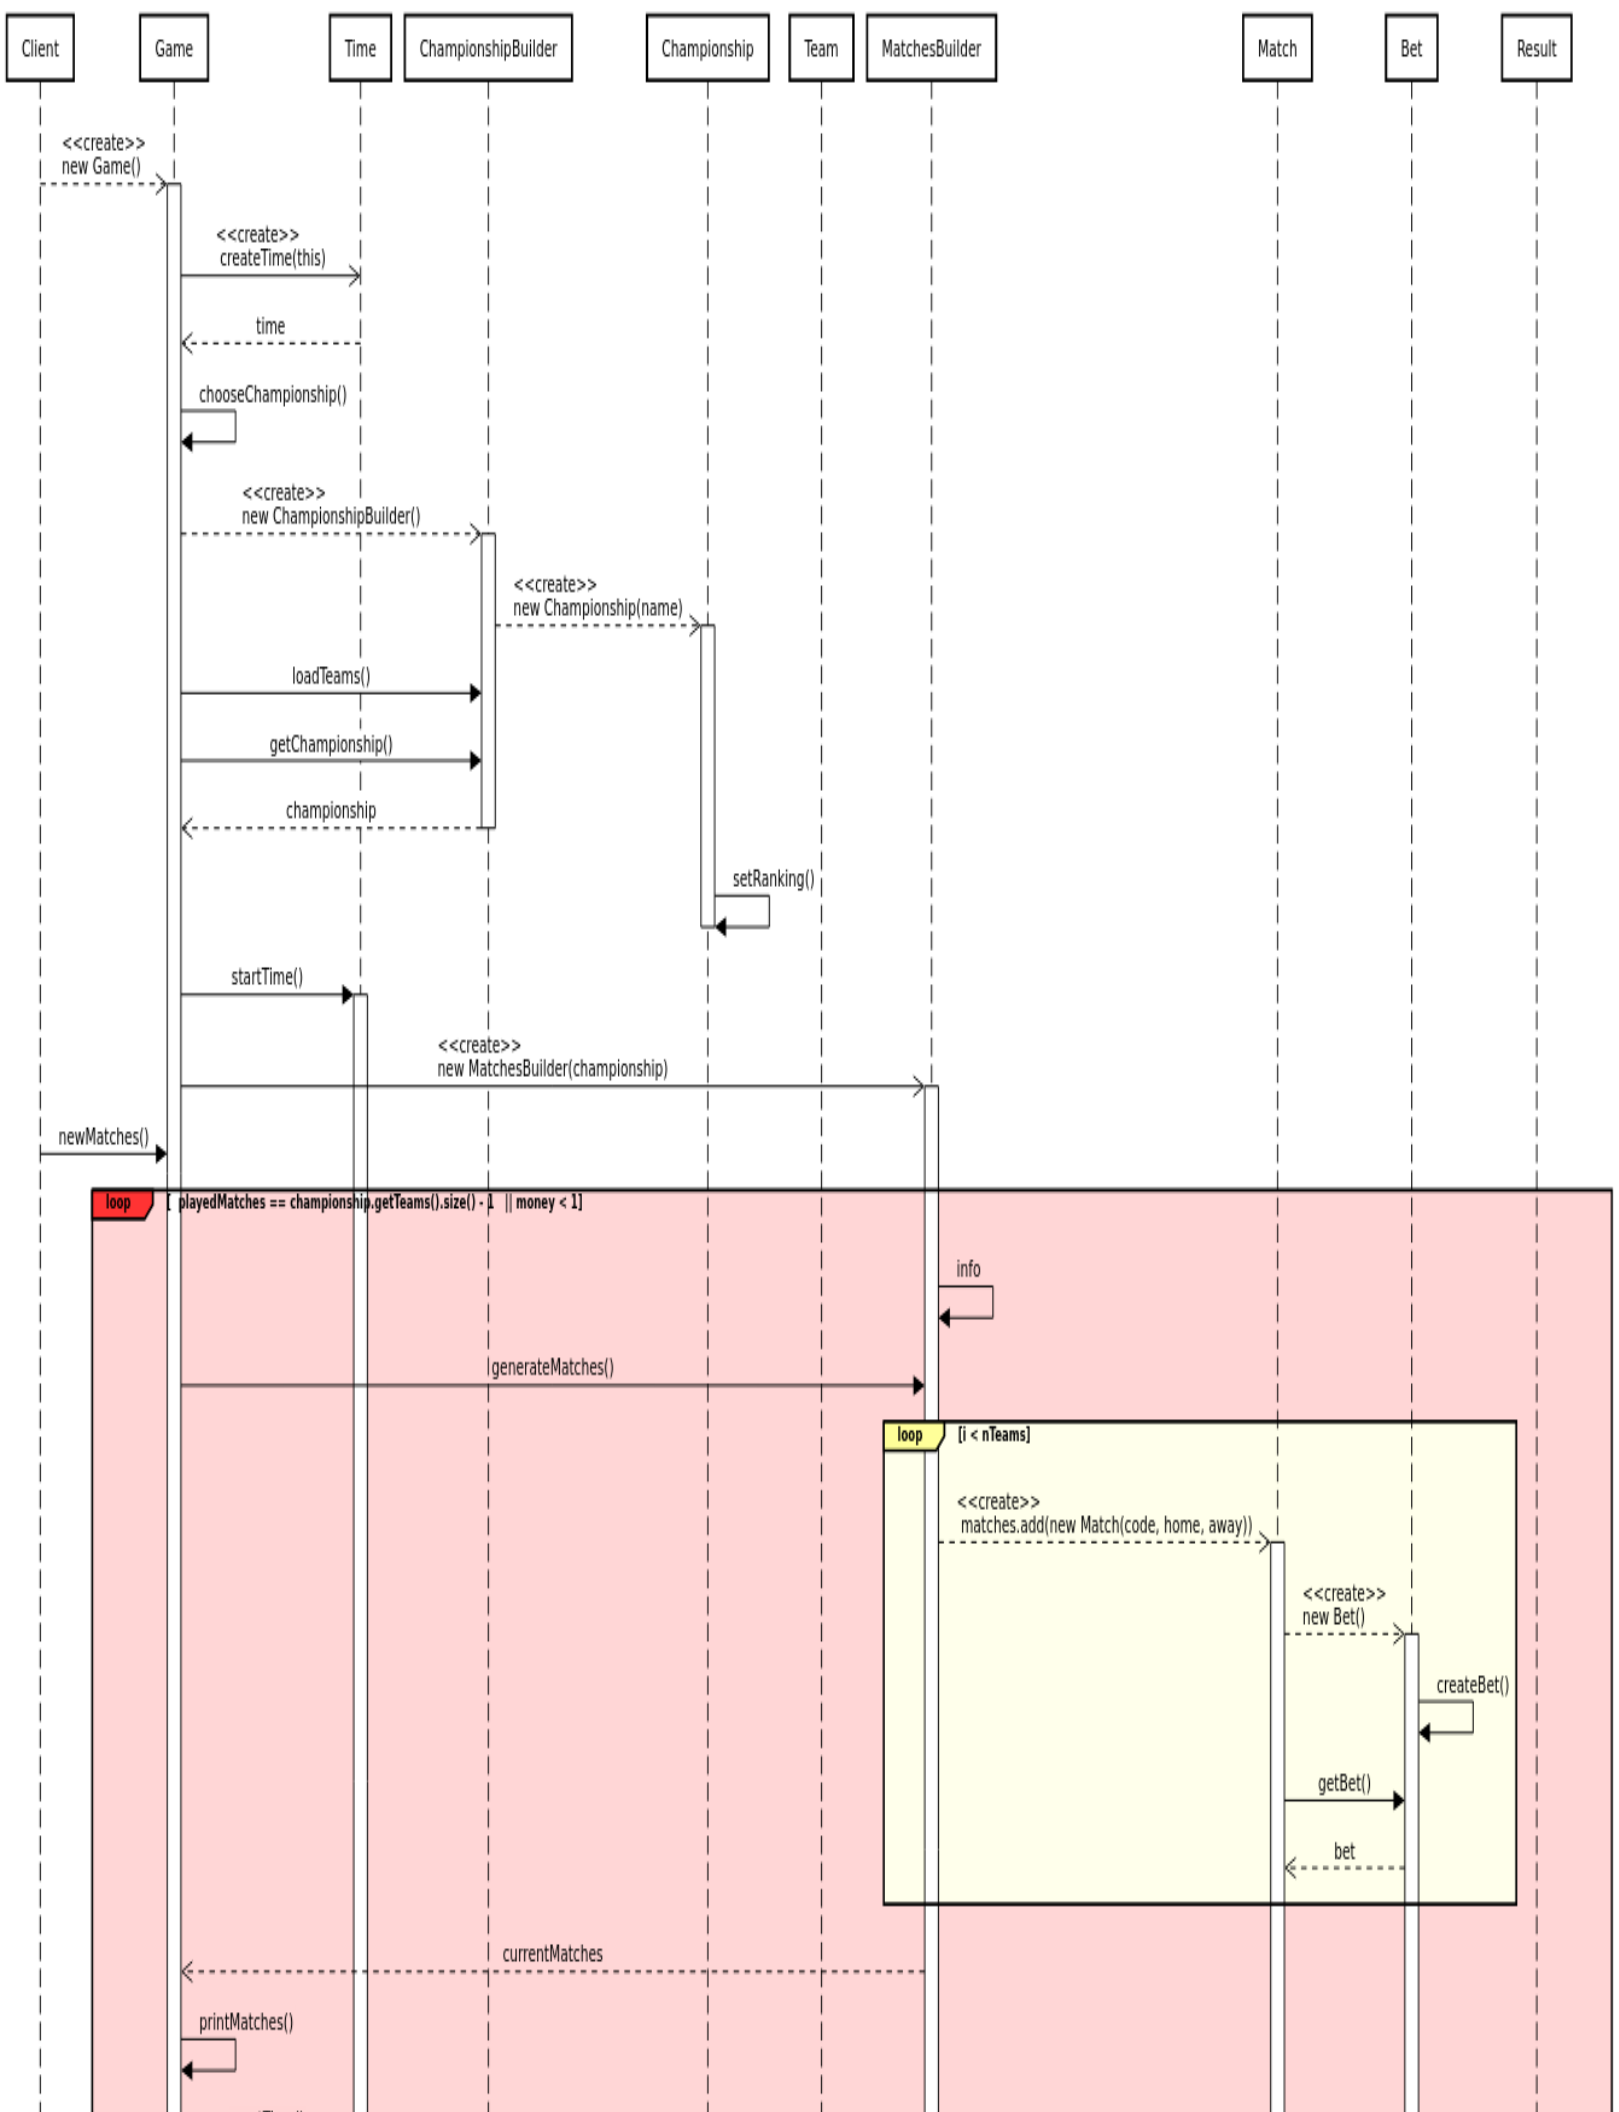 Client
Game
Time
ChampionshipBuilder
Championship
Team
MatchesBuilder
Match
Bet
Result
<<create>>
new Game()
<<create>>
createTime(this)
time
chooseChampionship()
<<create>>
new ChampionshipBuilder()
<<create>>
new Championship(name)
loadTeams()
getChampionship()
championship
setRanking()
startTime()
<<create>>
new MatchesBuilder(championship)
newMatches()
loop [ playedMatches == championship.getTeams().size() - 1 || money < 1]
info
generateMatches()
loop [i < nTeams]
<<create>>
matches.add(new Match(code, home, away))
<<create>>
new Bet()
createBet()
getBet()
bet
currentMatches
printMatches()